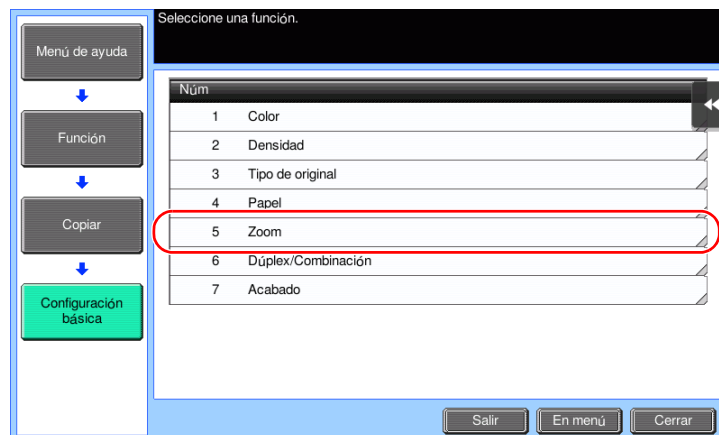 Seleccione una función.
Menú de ayuda
Función
Copiar
Configuración
básica
Núm
1 Color
2 Densidad
3 Tipo de original
4 Papel
5 Zoom
6 Dúplex/Combinación
7 Acabado
Salir
En menú
Cerrar